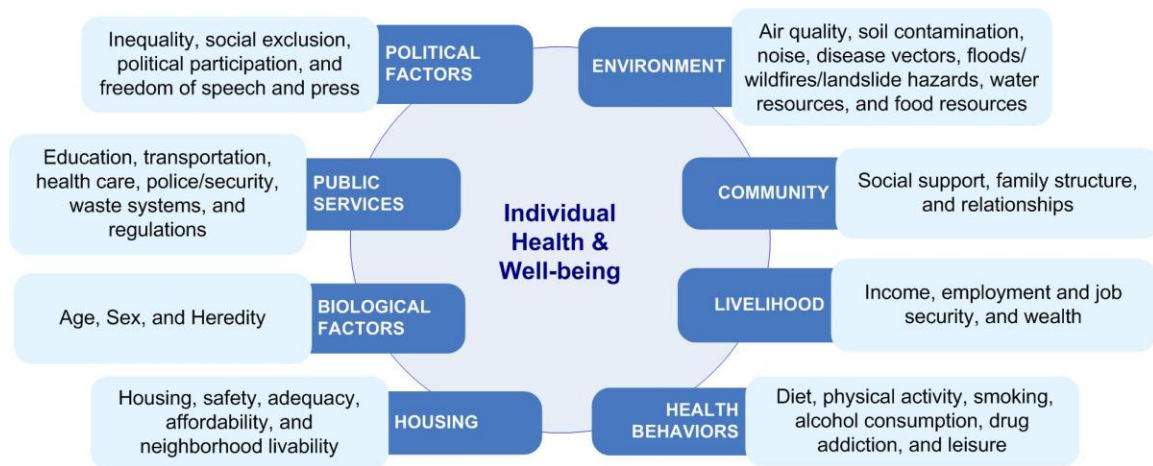 Inequality, social exclusion,
political participation, and
freedom of speech and press
POLITICAL
FACTORS
ENVIRONMENT
Air quality, soil contamination,
noise, disease vectors, floods/
wildfires/landslide hazards, water
resources, and food resources
Education, transportation,
health care, police/security,
waste systems, and
regulations
PUBLIC
SERVICES
COMMUNITY
Social support, family structure,
and relationships
Individual
Health &
Well-being
Age, Sex, and Heredity
BIOLOGICAL
FACTORS
LIVELIHOOD
Income, employment and job
security, and wealth
Housing, safety, adequacy,
affordability, and
neighborhood livability
HOUSING
HEALTH
BEHAVIORS
Diet, physical activity, smoking,
alcohol consumption, drug
addiction, and leisure